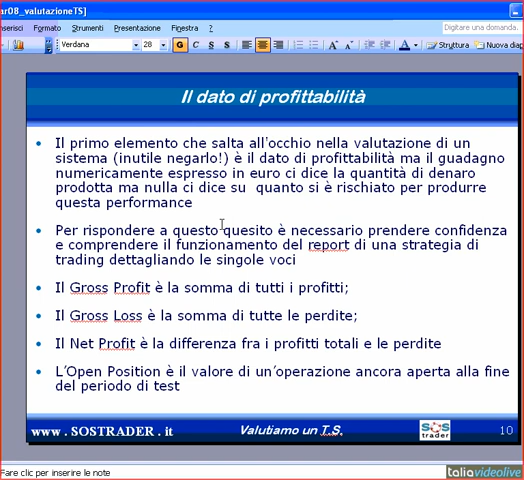 ar08_valutazioneTS]
nserisci Formato Strumenti Presentazione Finestra ? Digitare una domanda.
Verdana 28 G C S S A A A Struttura Nuova diap
Il dato di profittabilità
• Il primo elemento che salta all'occhio nella valutazione di un
sistema (inutile negarlo!) è il dato di profittabilità ma il guadagno
numericamente espresso in euro ci dice la quantità di denaro
prodotta ma nulla ci dice su quanto si è rischiato per produrre
questa performance
• Per rispondere a questo quesito è necessario prendere confidenza
e comprendere il funzionamento del report di una strategia di
trading dettagliando le singole voci
• Il Gross Profit è la somma di tutti i profitti;
• Il Gross Loss è la somma di tutte le perdite;
• Il Net Profit è la differenza fra i profitti totali e le perdite
• L'Open Position è il valore di un'operazione ancora aperta alla fine
del periodo di test
www . SOSTRADER . it Valutiamo un T.S. SOS trader 10
Fare clic per inserire le note
taliavideolive